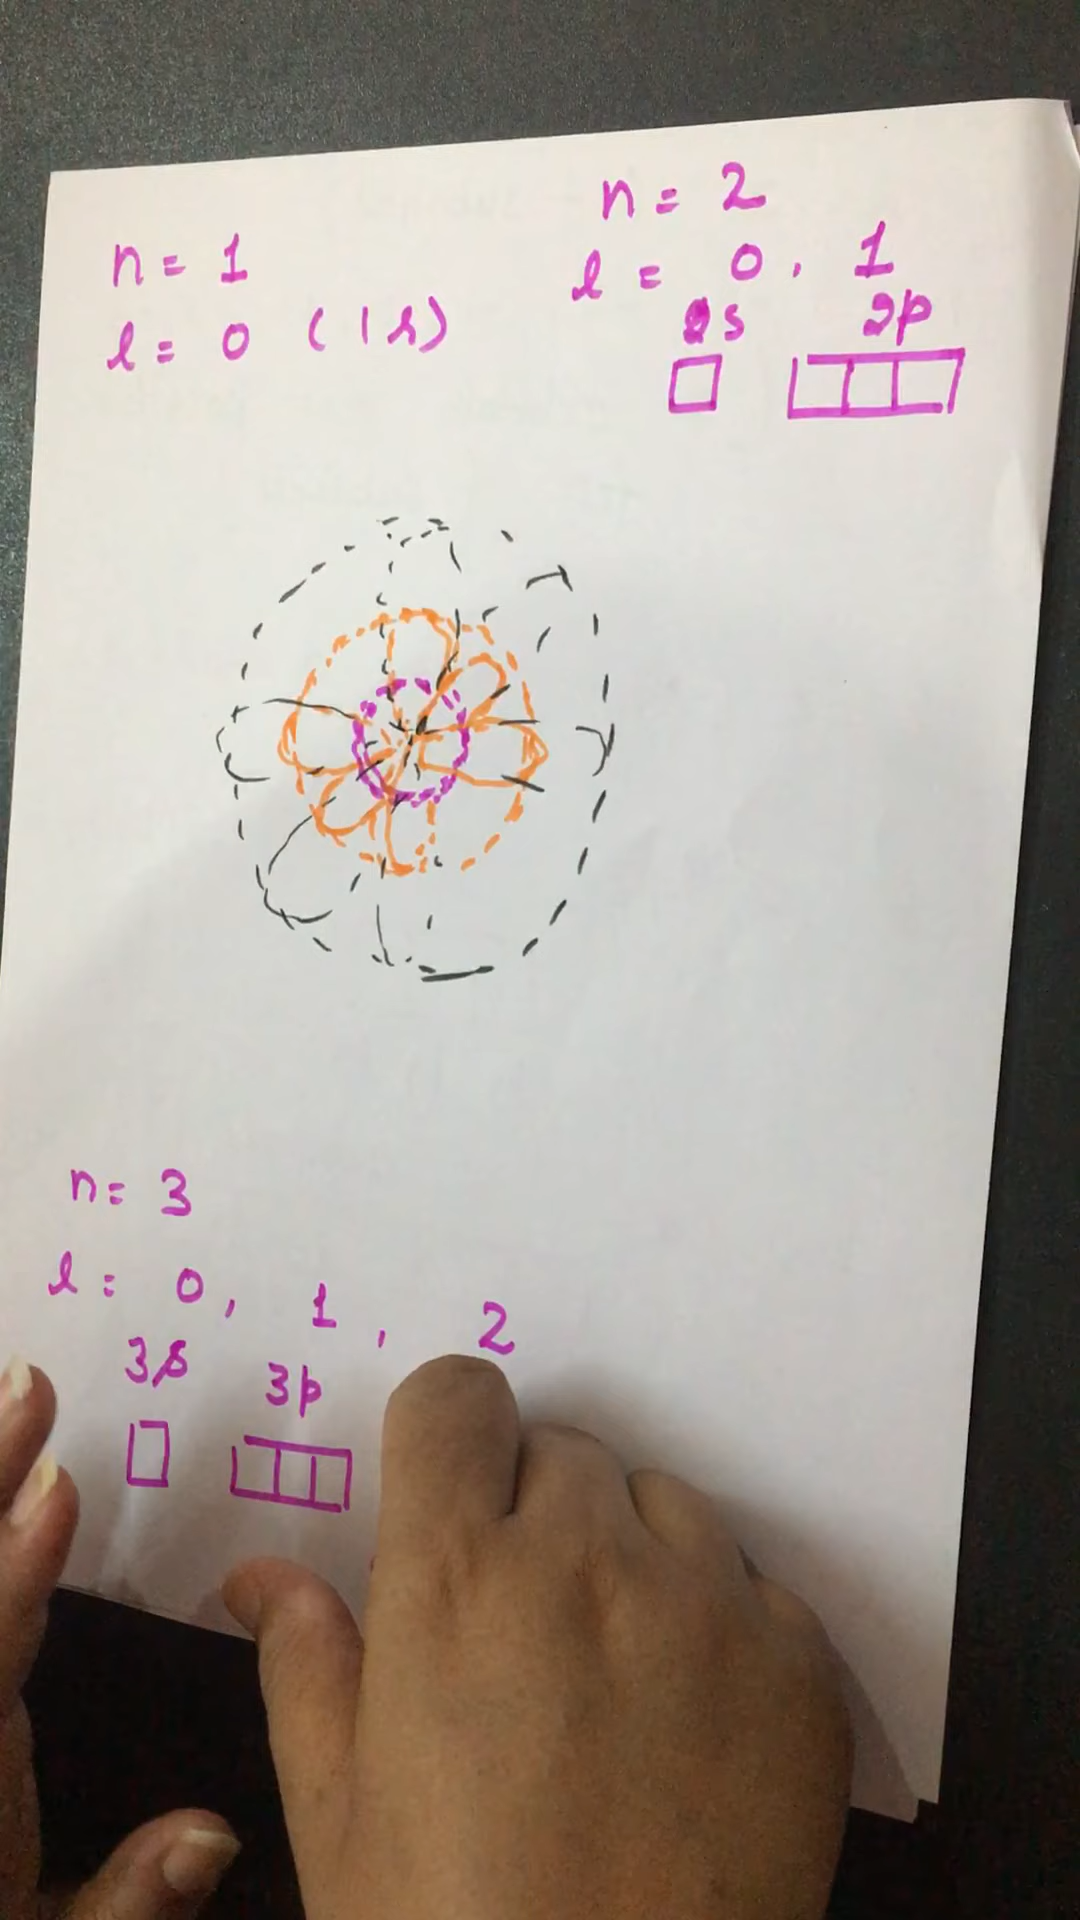 n = 1
l = 0 (1s)
n = 2
l = 0, 1
2s 2p
n = 3
l = 0, 1, 2
3s 3p